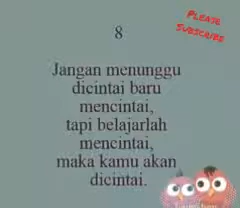 8
PLEASE
SUBSCRIBE
Jangan menunggu
dicintai baru
mencintai,
tapi belajarlah
mencintai,
maka kamu akan
dicintai.